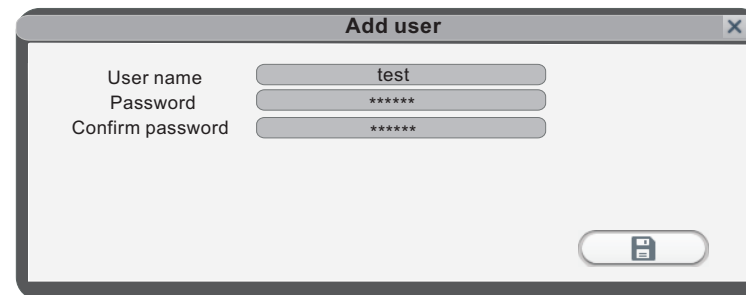 Add user
User name test
Password ******
Confirm password ******